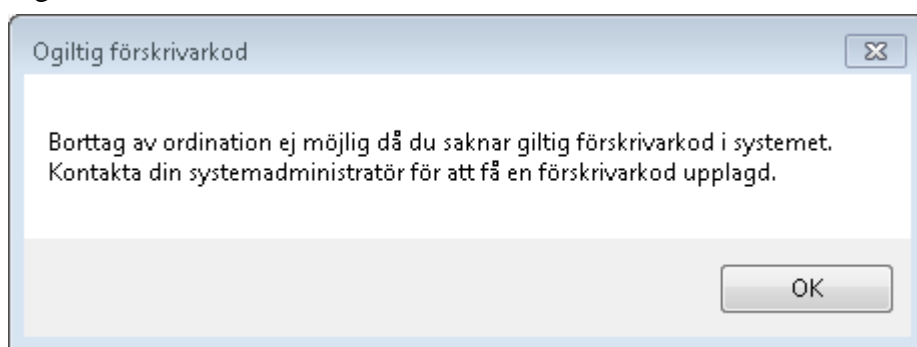 Ogiltig förskrivarkod
Borttag av ordination ej möjlig då du saknar giltig förskrivarkod i systemet.
Kontakta din systemadministratör för att få en förskrivarkod upplagd.
OK